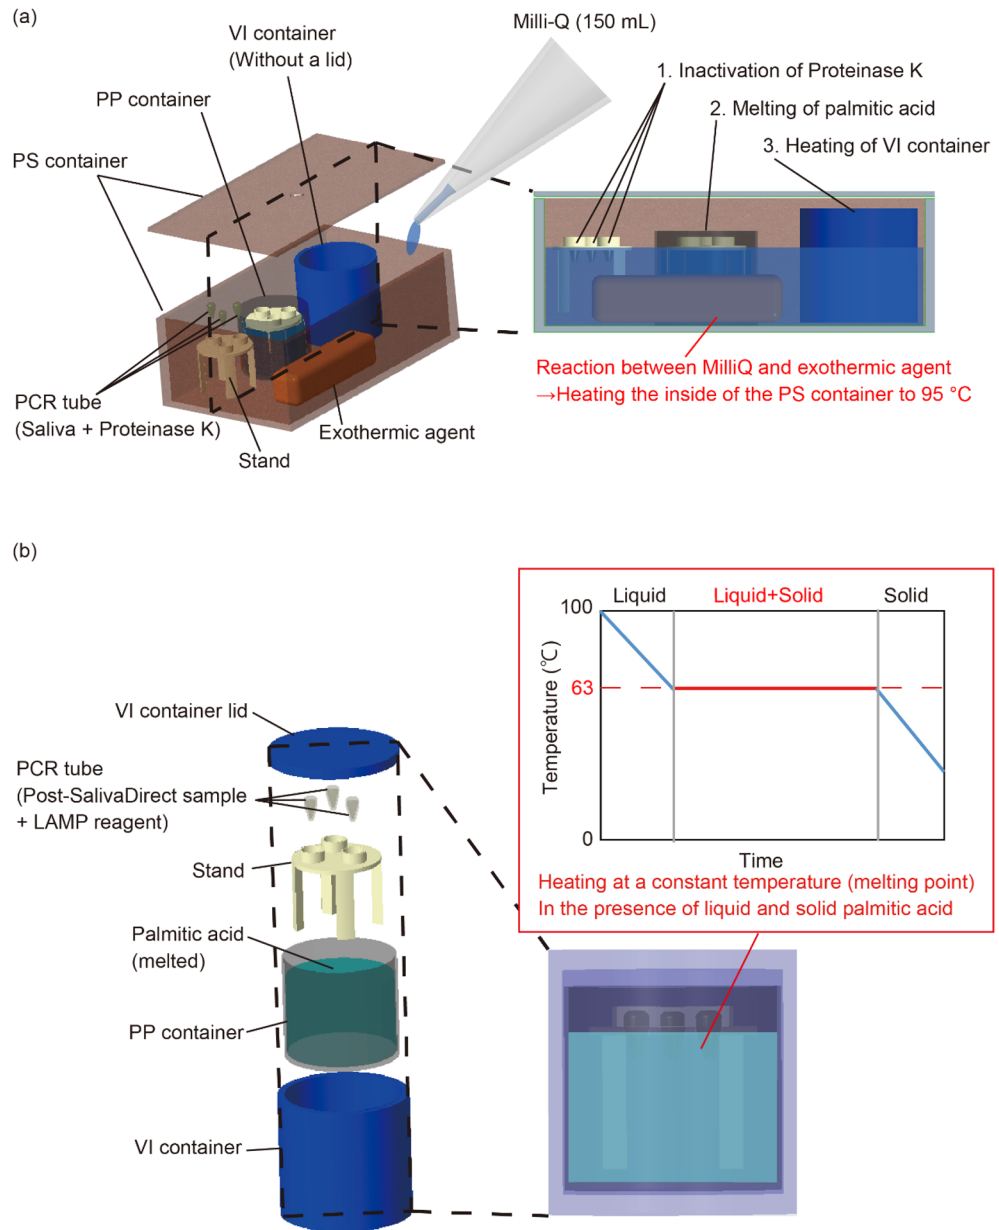 (a)
VI container
(Without a lid)
Milli-Q (150 mL)
PP container
PS container
1. Inactivation of Proteinase K
2. Melting of palmitic acid
3. Heating of VI container
PCR tube
(Saliva + Proteinase K)
Stand
Exothermic agent
Reaction between MilliQ and exothermic agent
→Heating the inside of the PS container to 95 °C
(b)
VI container lid
PCR tube
(Post-SalivaDirect sample
+ LAMP reagent)
Stand
Palmitic acid
(melted)
PP container
VI container
Liquid
Liquid+Solid
Solid
100
63
0
Temperature (℃)
Time
Heating at a constant temperature (melting point)
In the presence of liquid and solid palmitic acid